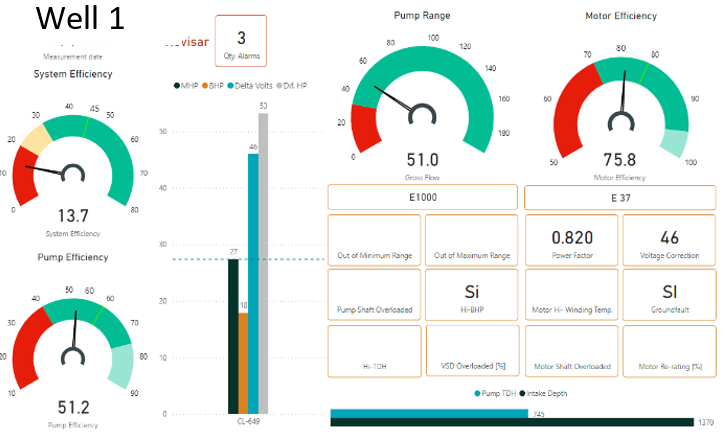 Well 1
Measurement date
3
Qty. Alarms
System Efficiency
0
20
30
40
45
50
60
70
80
13.7
System Efficiency
Pump Efficiency
10
30
40
50
60
70
80
90
51.2
Pump Efficiency
MHP BHP Delta Volts Dif. HP
0
10
20
30
40
50
27
18
46
53
CL-649
Pump Range
0
20
40
60
80
100
120
140
160
180
51.0
Gross Flow
Motor Efficiency
50
60
70
80
80
90
100
75.8
Motor Efficiency
E1000
E 37
Out of Minimum Range
Out of Maximum Range
0.820
Power Factor
46
Voltage Correction
Pump Shaft Overloaded
Si
Hi-BHP
Motor Hi- Winding Temp.
SI
Groundfault
Hi-TDH
VSD Overloaded [%]
Motor Shaft Overloaded
Motor Re-rating [%]
Pump TDH Intake Depth
745
1370